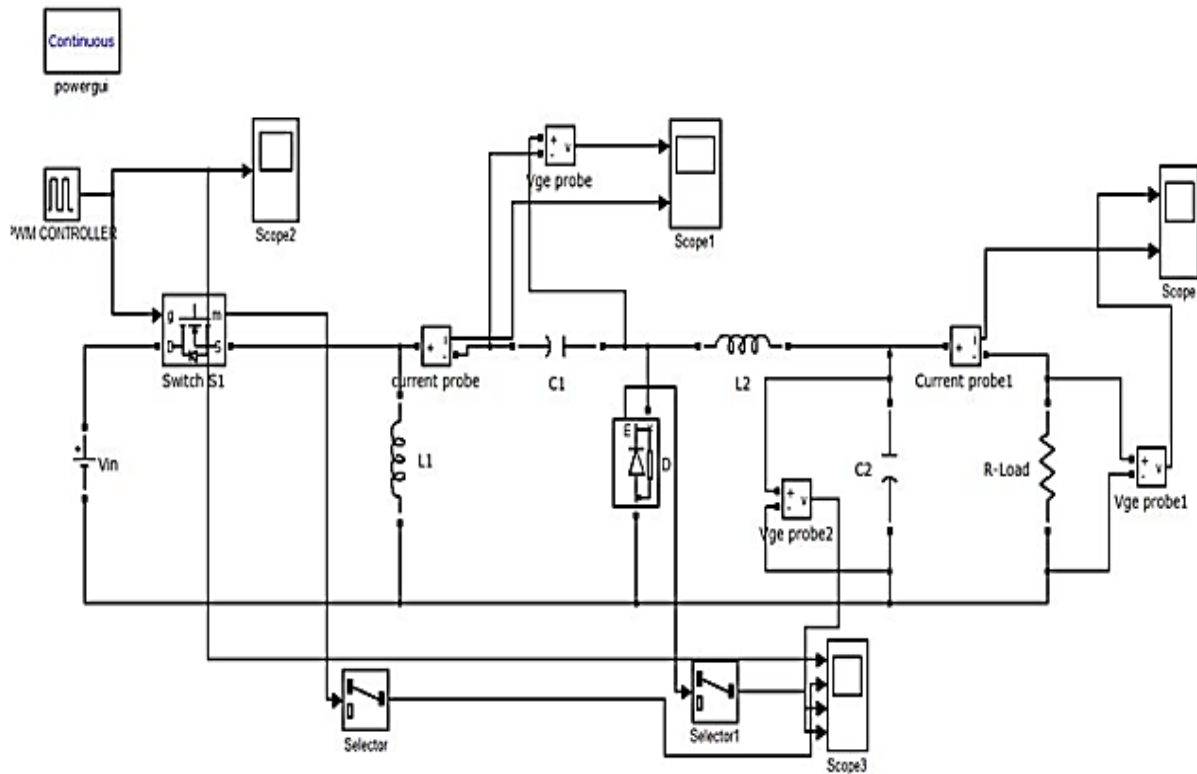 Continuous
powergui
PWM CONTROLLER
Scope2
+
-
v
Vge probe
Scope1
Scope
g
m
D
S
Switch S1
+
i
-
current probe
C1
L2
+
i
-
Current probe1
Vin
+
L1
E
D
C2
R-Load
+
-
v
Vge probe2
+
-
v
Vge probe1
Selector
Selector1
Scope3